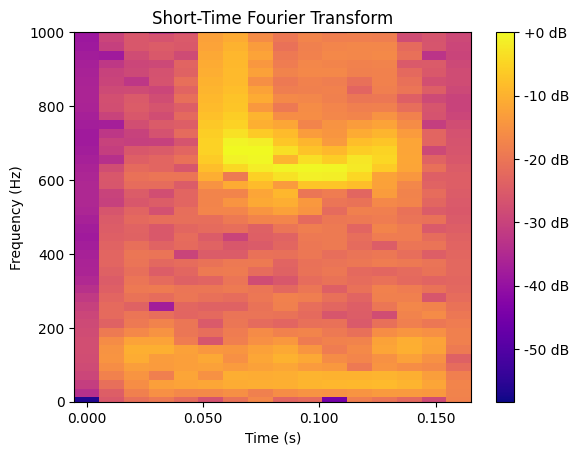 Short-Time Fourier Transform
1000
800
600
400
200
0
Frequency (Hz)
0.000
0.050
0.100
0.150
Time (s)
+0 dB
-10 dB
-20 dB
-30 dB
-40 dB
-50 dB